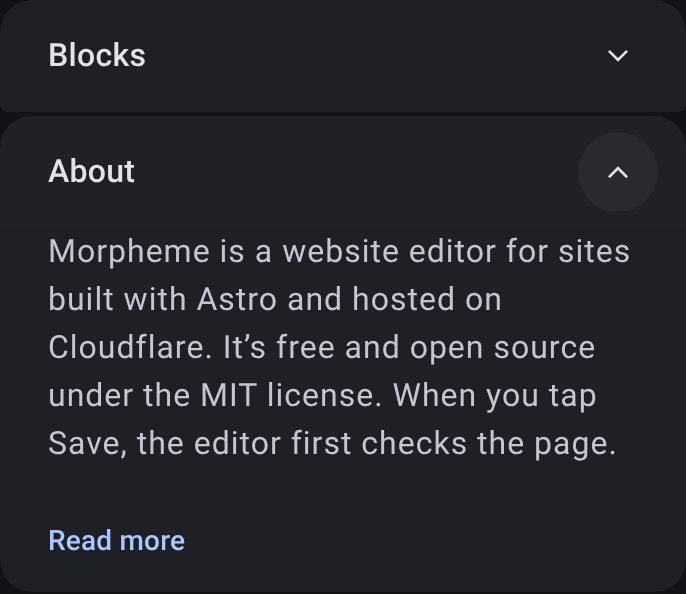 Blocks
About
Morpheme is a website editor for sites
built with Astro and hosted on
Cloudflare. It’s free and open source
under the MIT license. When you tap
Save, the editor first checks the page.
Read more